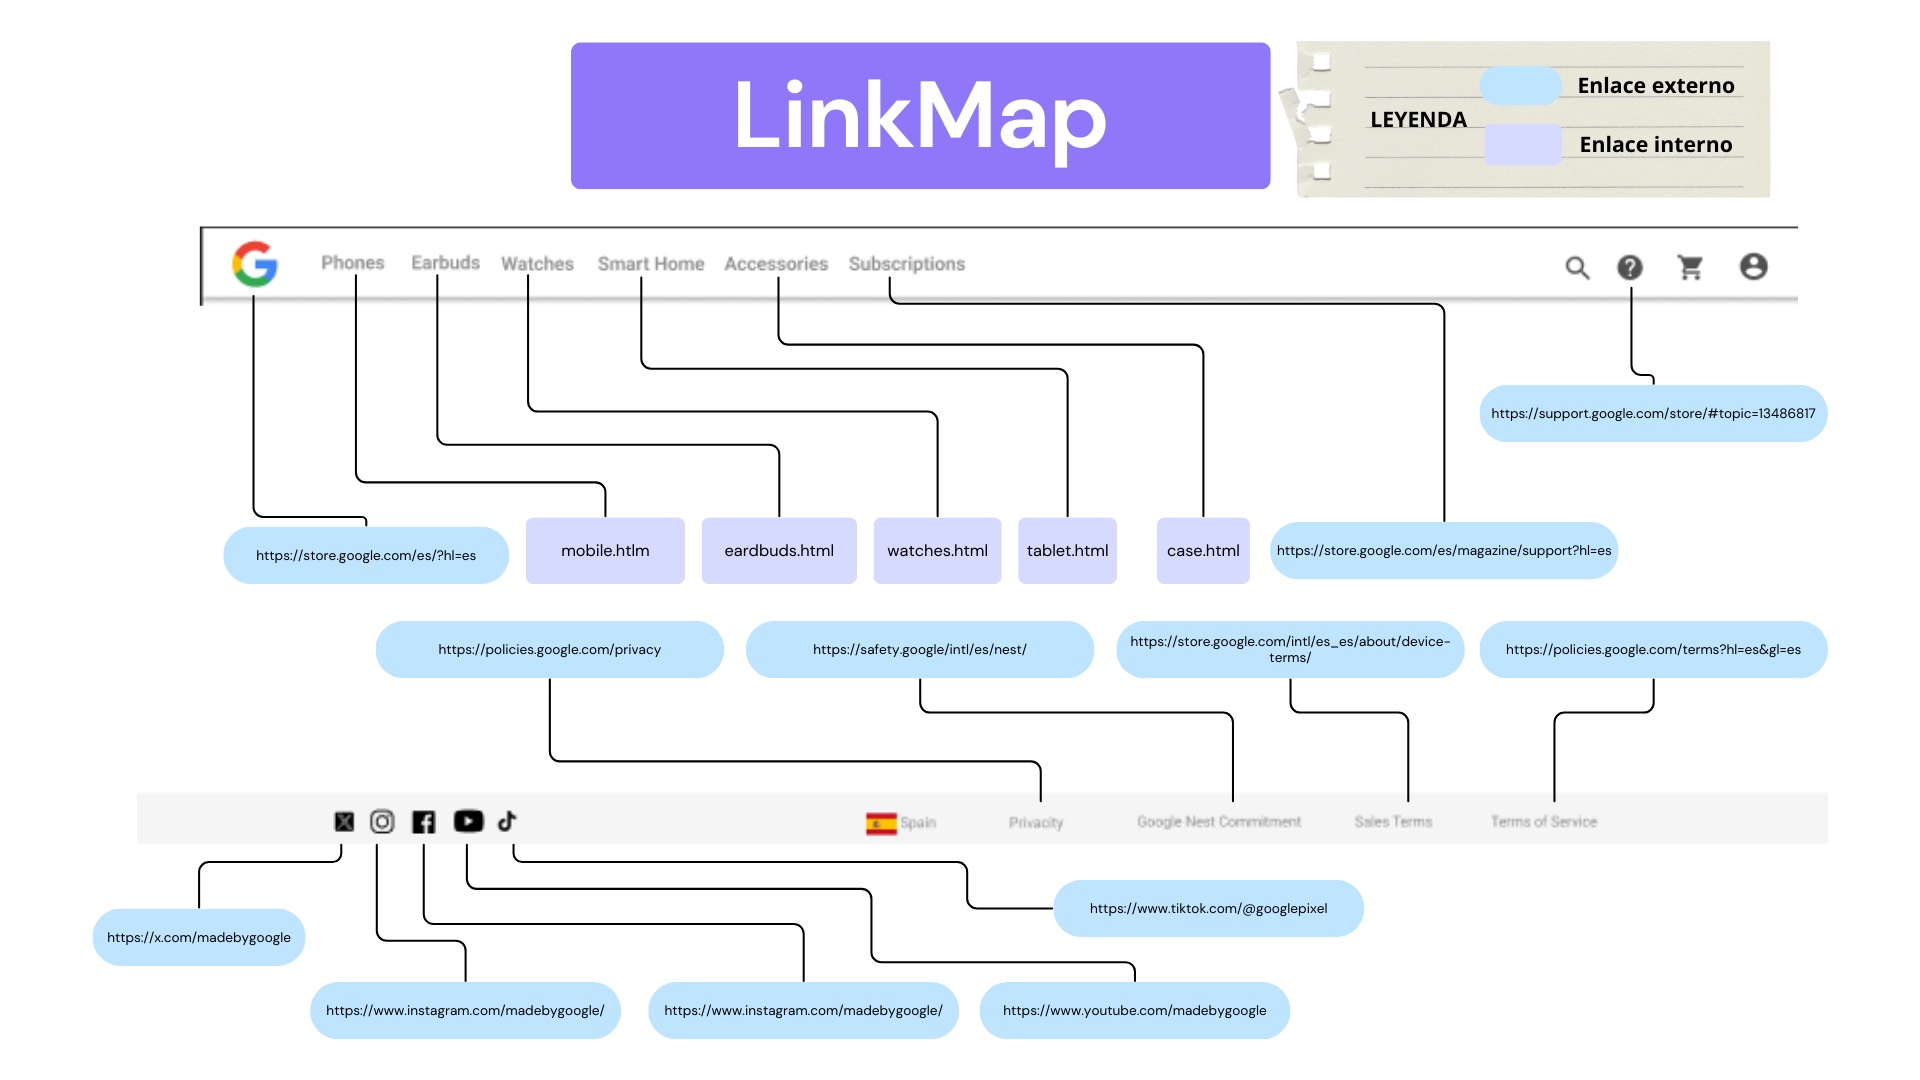 LinkMap
LEYENDA
Enlace externo
Enlace interno
Phones
Earbuds
Watches
Smart Home
Accessories
Subscriptions
https://support.google.com/store/#topic=13486817
https://store.google.com/es/?hl=es
mobile.htlm
eardbuds.html
watches.html
tablet.html
case.html
https://store.google.com/es/magazine/support?hl=es
https://policies.google.com/privacy
https://safety.google/intl/es/nest/
https://store.google.com/intl/es_es/about/device-
terms/
https://policies.google.com/terms?hl=es&gl=es
Spain
Privacity
Google Nest Commitment
Sales Terms
Terms of Service
https://www.tiktok.com/@googlepixel
https://x.com/madebygoogle
https://www.instagram.com/madebygoogle/
https://www.instagram.com/madebygoogle/
https://www.youtube.com/madebygoogle